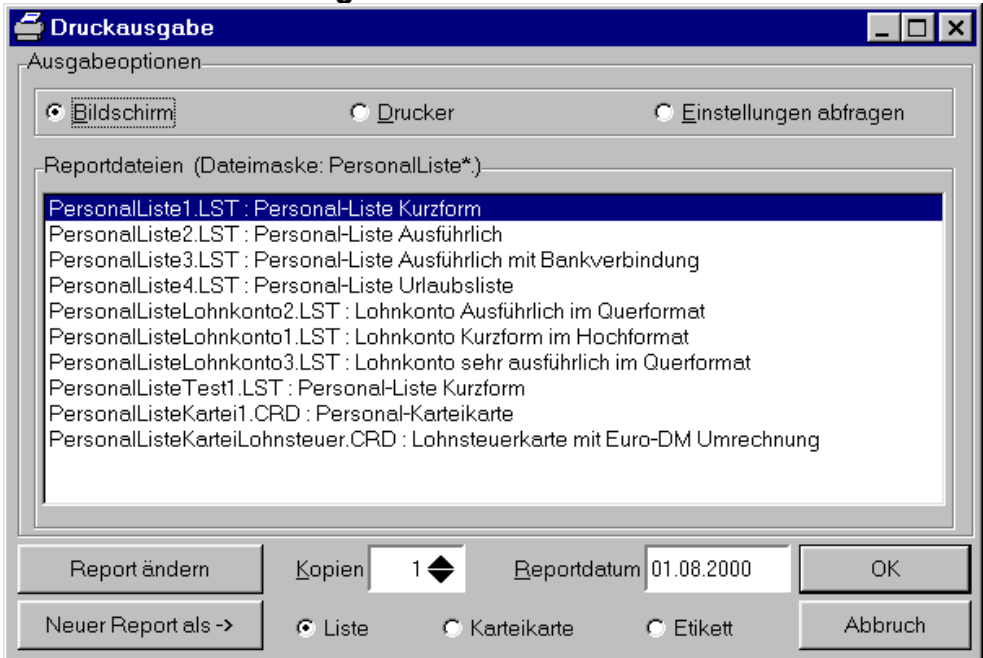 Druckausgabe
Ausgabeoptionen
Bildschirm Drucker Einstellungen abfragen
Reportdateien (Dateimaske: PersonalListe*.)
PersonalListe1.LST : Personal-Liste Kurzform
PersonalListe2.LST : Personal-Liste Ausführlich
PersonalListe3.LST : Personal-Liste Ausführlich mit Bankverbindung
PersonalListe4.LST : Personal-Liste Urlaubsliste
PersonalListeLohnkonto2.LST : Lohnkonto Ausführlich im Querformat
PersonalListeLohnkonto1.LST : Lohnkonto Kurzform im Hochformat
PersonalListeLohnkonto3.LST : Lohnkonto sehr ausführlich im Querformat
PersonalListeTest1.LST : Personal-Liste Kurzform
PersonalListeKartei1.CRD : Personal-Karteikarte
PersonalListeKarteiLohnsteuer.CRD : Lohnsteuerkarte mit Euro-DM Umrechnung
Report ändern Kopien 1 Reportdatum 01.08.2000 OK
Neuer Report als -> Liste Karteikarte Etikett Abbruch